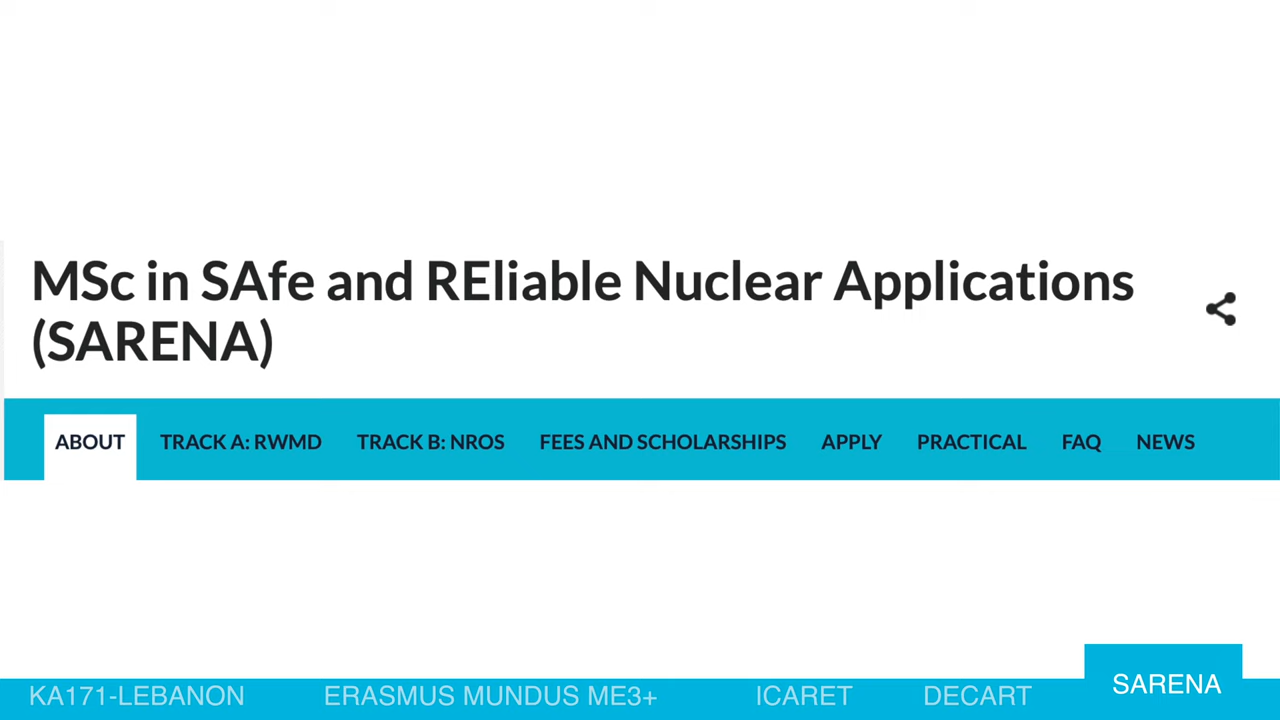 MSc in SAfe and REliable Nuclear Applications
(SARENA)
ABOUT TRACK A: RWMD TRACK B: NROS FEES AND SCHOLARSHIPS APPLY PRACTICAL FAQ NEWS
KA171-LEBANON ERASMUS MUNDUS ME3+ ICARET DECART SARENA